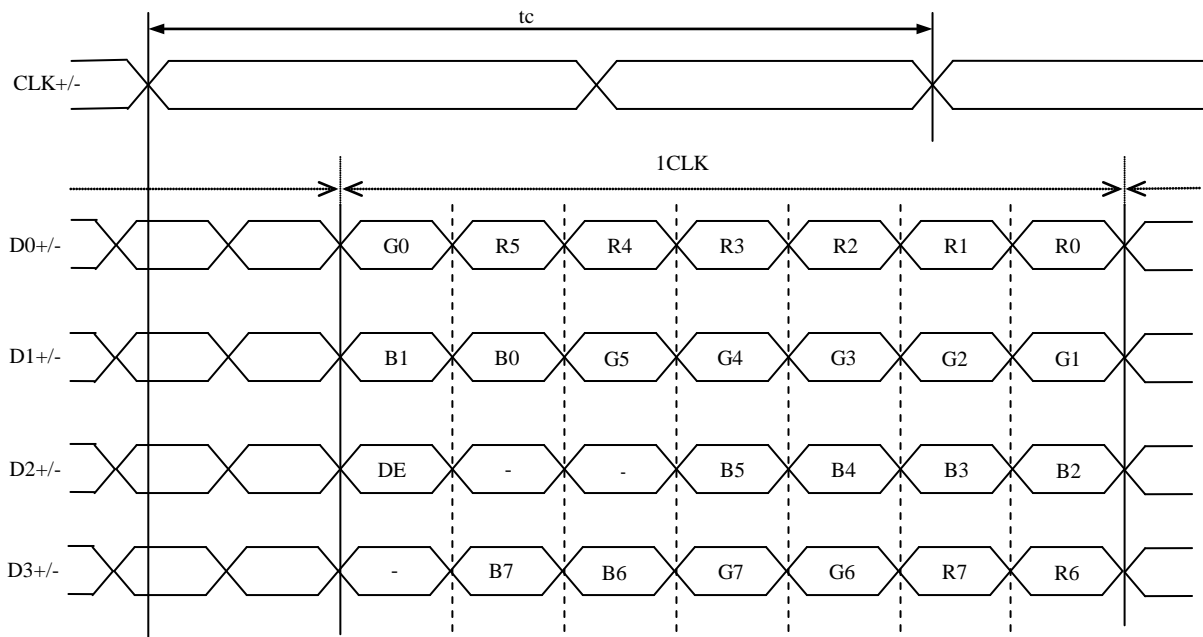 tc
CLK+/-
1CLK
D0+/- G0 R5 R4 R3 R2 R1 R0
D1+/- B1 B0 G5 G4 G3 G2 G1
D2+/- DE - - B5 B4 B3 B2
D3+/- - B7 B6 G7 G6 R7 R6